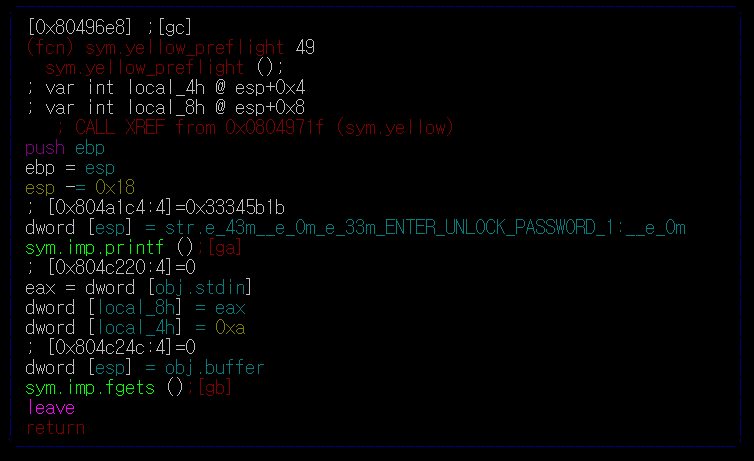 [0x80496e8] ;[gc]
(fcn) sym.yellow_preflight 49
sym.yellow_preflight ();
; var int local_4h @ esp+0x4
; var int local_8h @ esp+0x8
; CALL XREF from 0x0804971f (sym.yellow)
push ebp
ebp = esp
esp -= 0x18
; [0x804a1c4:4]=0x33345b1b
dword [esp] = str.e_43m__e_0m_e_33m_ENTER_UNLOCK_PASSWORD_1:__e_0m
sym.imp.printf ();[ga]
; [0x804c220:4]=0
eax = dword [obj.stdin]
dword [local_8h] = eax
dword [local_4h] = 0xa
; [0x804c24c:4]=0
dword [esp] = obj.buffer
sym.imp.fgets ();[gb]
leave
return